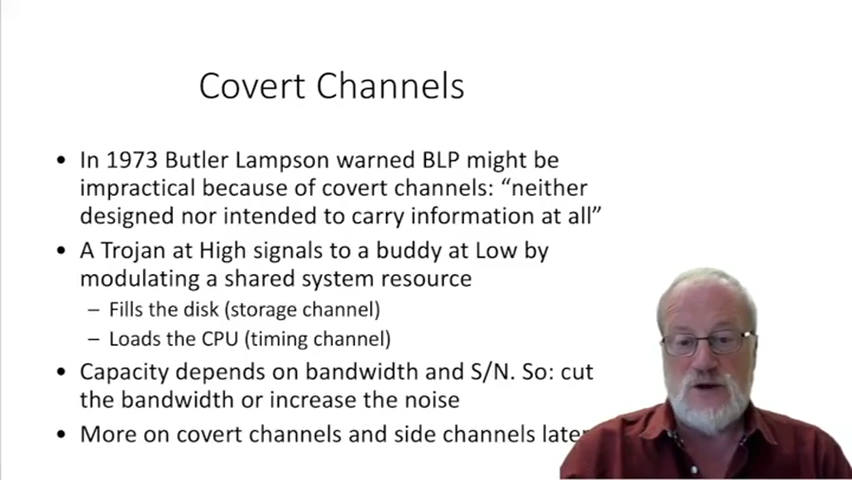 Covert Channels
• In 1973 Butler Lampson warned BLP might be
impractical because of covert channels: “neither
designed nor intended to carry information at all”
• A Trojan at High signals to a buddy at Low by
modulating a shared system resource
– Fills the disk (storage channel)
– Loads the CPU (timing channel)
• Capacity depends on bandwidth and S/N. So: cut
the bandwidth or increase the noise
• More on covert channels and side channels later